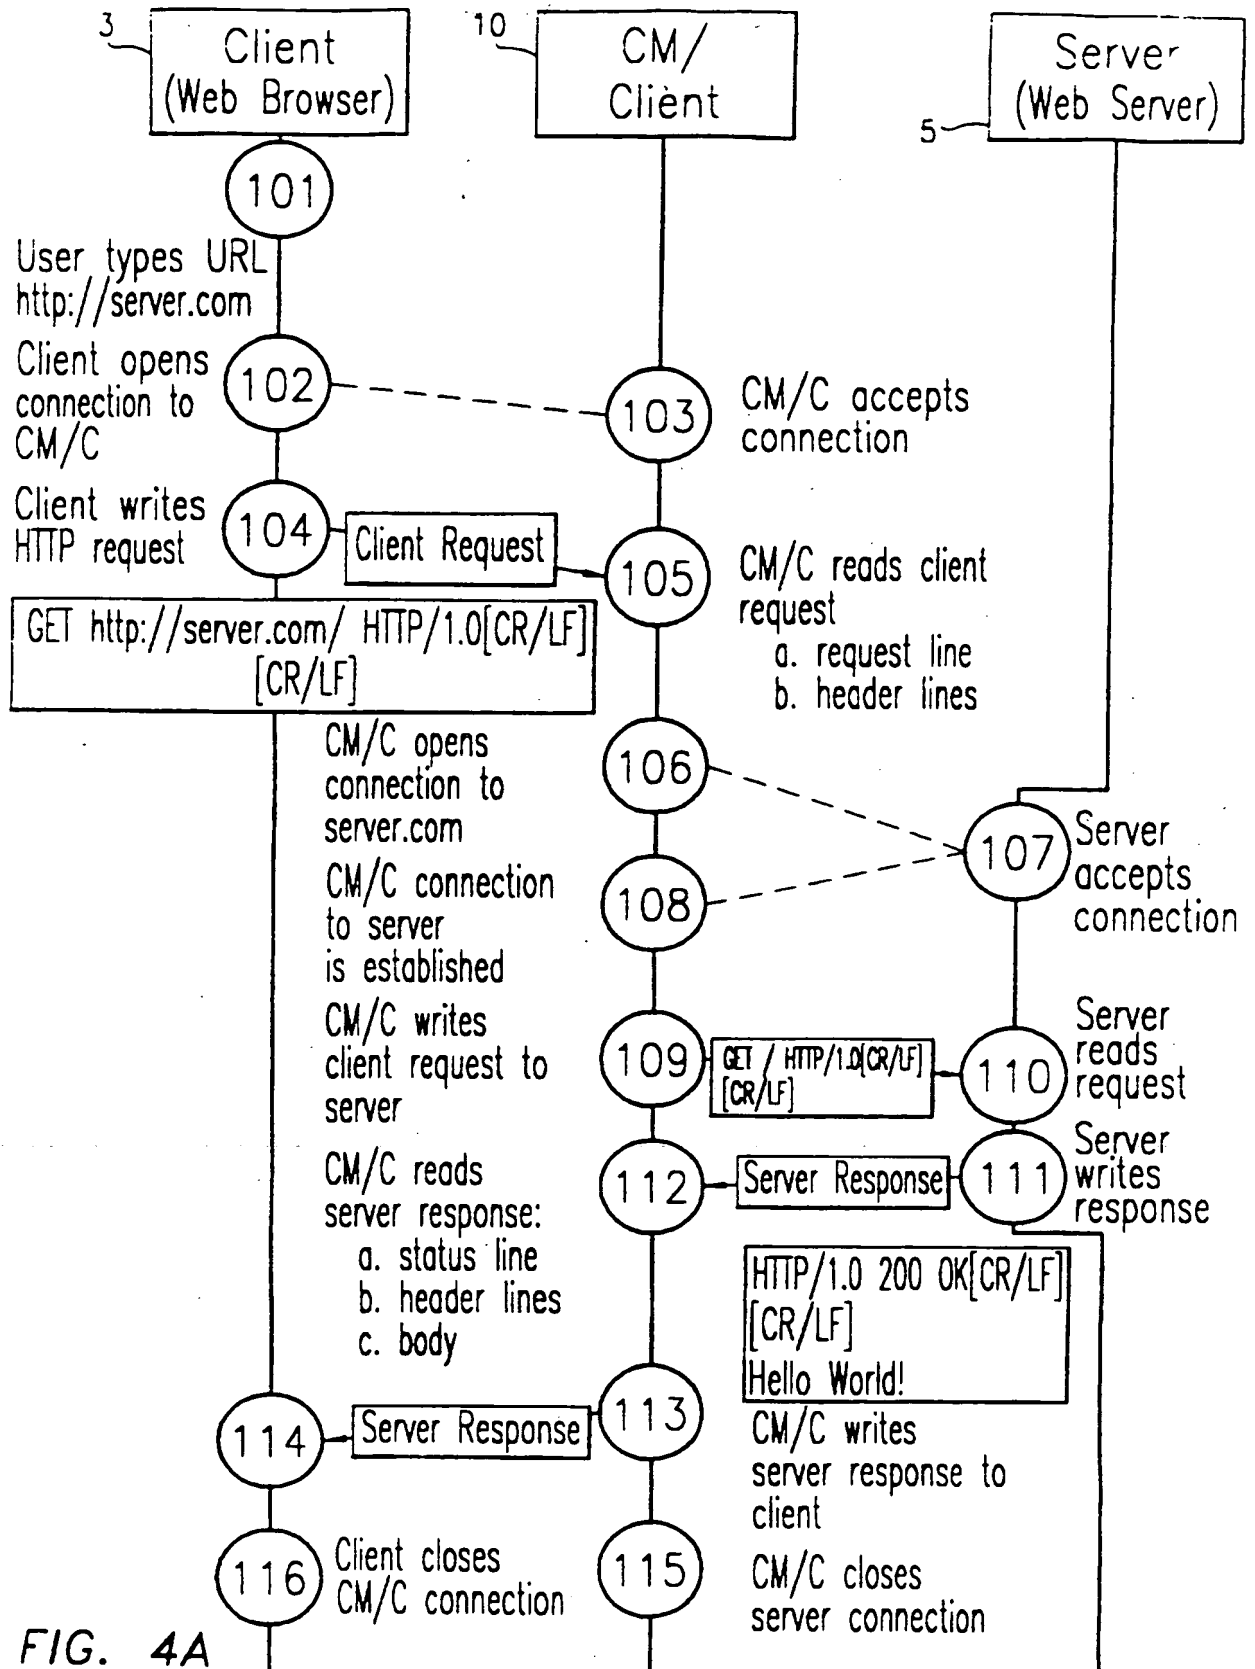 3
Client
(Web Browser)
10
CM/
Client
Server
(Web Server)
5
101
User types URL
http://server.com
Client opens
connection to
CM/C
102
103
CM/C accepts
connection
Client writes
HTTP request
104
Client Request
105
CM/C reads client
request
a. request line
b. header lines
GET http://server.com/ HTTP/1.0[CR/LF]
[CR/LF]
CM/C opens
connection to
server.com
106
107
Server
accepts
connection
CM/C connection
to server
is established
108
CM/C writes
client request to
server
109
GET / HTTP/1.0[CR/LF]
[CR/LF]
110
Server
reads
request
CM/C reads
server response:
a. status line
b. header lines
c. body
112
Server Response
111
Server
writes
response
HTTP/1.0 200 OK[CR/LF]
[CR/LF]
Hello World!
114
Server Response
113
CM/C writes
server response to
client
116
Client closes
CM/C connection
115
CM/C closes
server connection
FIG. 4A